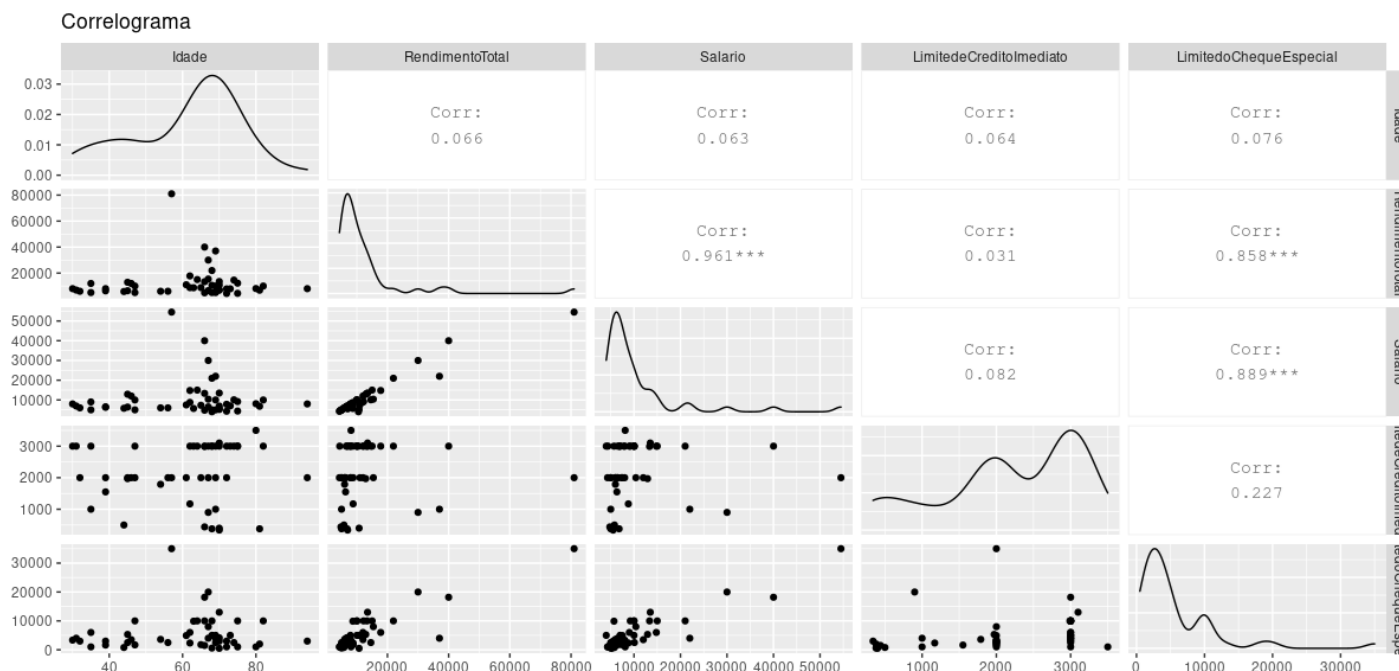 Correlograma
Idade RendimentoTotal Salario LimitedeCreditoImediato LimitedoChequeEspecial
0.03
0.02
0.01
0.00
Corr: Corr: Corr: Corr:
0.066 0.063 0.064 0.076
80000
60000
40000
20000
Corr: Corr: Corr:
0.961*** 0.031 0.858***
50000
40000
30000
20000
10000
Corr: Corr:
0.082 0.889***
Salario
3000
2000
1000
Corr:
0.227
30000
20000
10000
0
40 60 80 20000 40000 60000 80000 10000 20000 30000 40000 50000 1000 2000 3000 0 10000 20000 30000